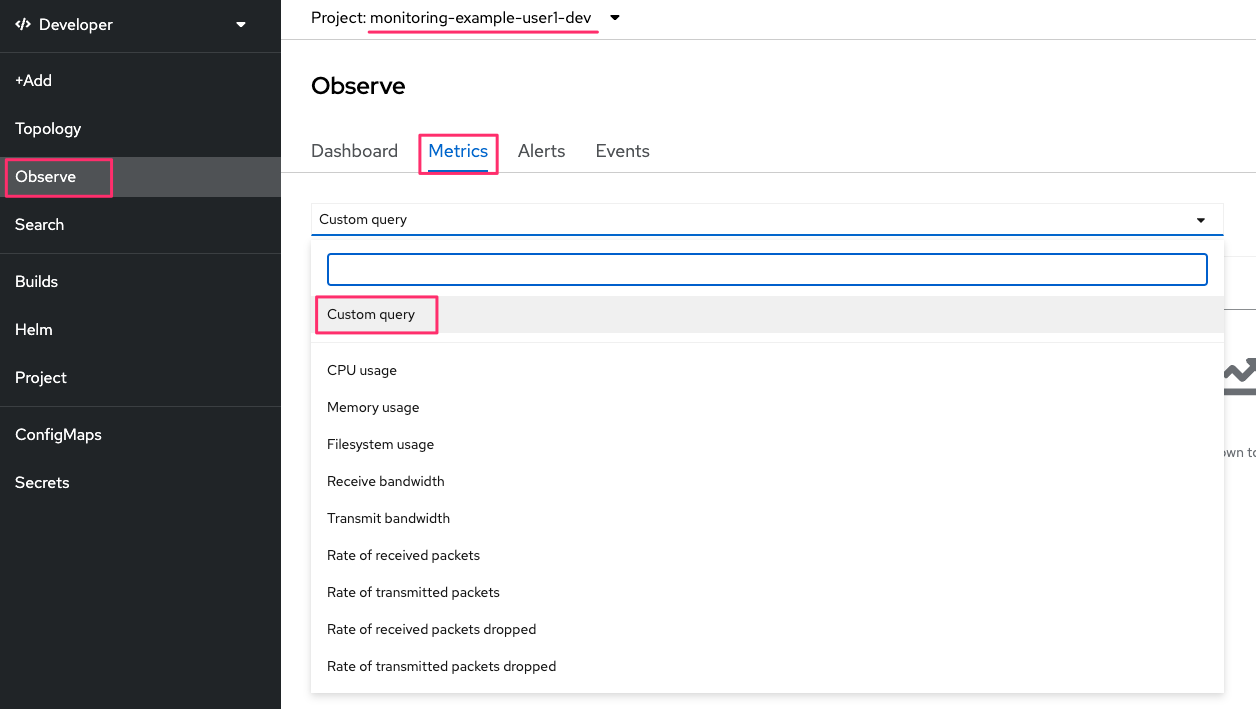 Developer
+Add
Topology
Observe
Search
Builds
Helm
Project
ConfigMaps
Secrets
Project: monitoring-example-user1-dev
Observe
Dashboard Metrics Alerts Events
Custom query
Custom query
CPU usage
Memory usage
Filesystem usage
Receive bandwidth
Transmit bandwidth
Rate of received packets
Rate of transmitted packets
Rate of received packets dropped
Rate of transmitted packets dropped